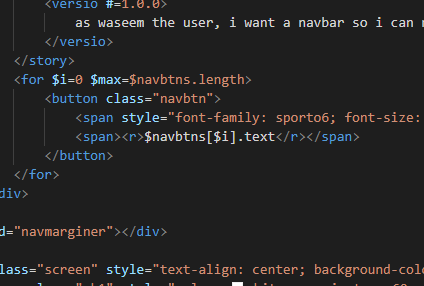 <versio #=1.0.0>
as waseem the user, i want a navbar so i can
</versio>
</story>
<for $i=0 $max=$navbtns.length>
<button class="navbtn">
<span style="font-family: sporto6; font-size:
<span><r>$navbtns[$i].text</r></span>
</button>
</for>
div>
d="navmarginer"></div>
lass="screen" style="text-align: center; background-colo